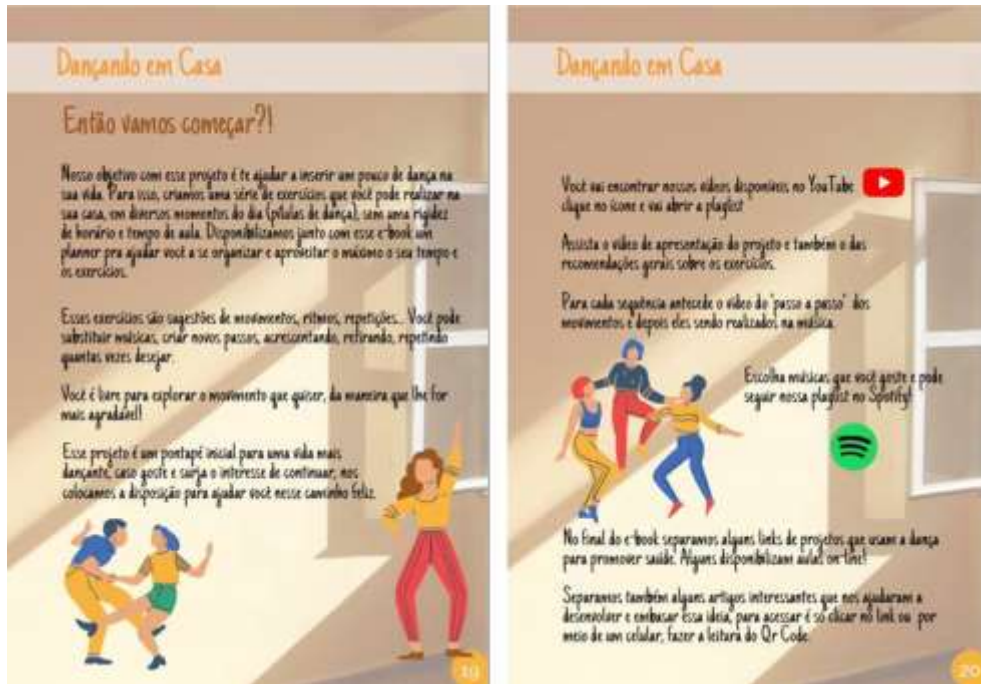 Dançando em Casa
Então vamos começar?!
Nosso objetivo com esse projeto é te ajudar a inserir um pouco de dança na
sua vida. Para isso, criamos uma série de exercícios que você pode realizar na
sua casa, em diversos momentos do dia (pílulas de dança), sem uma rigidez
de horário e tempo de aula. Disponibilizamos junto com esse e-book um
planner pra ajudar você a se organizar e aproveitar o máximo o seu tempo e
os exercícios.
Esses exercícios são sugestões de movimentos, ritmos, repetições... Você pode
substituir músicas, criar novos passos, acrescentando, retirando, repetindo
quantas vezes desejar.
Você é livre para explorar o movimento que quiser, da maneira que lhe for
mais agradável!
Esse projeto é um pontapé inicial para uma vida mais
dançante, caso goste e surja o interesse de continuar, nos
colocamos a disposição para ajudar você nesse caminho feliz.
19
Dançando em Casa
Você vai encontrar nossos vídeos disponíveis no YouTube
clique no ícone e vai abrir a playlist
Assista o vídeo de apresentação do projeto e também o das
recomendações gerais sobre os exercícios.
Para cada sequência antecede o vídeo do "passo a passo" dos
movimentos e depois eles sendo realizados na música.
Escolha músicas que você goste e pode
seguir nossa playlist no Spotify!
No final do e-book separamos alguns links de projetos que usam a dança
para promover saúde. Alguns disponibilizam aulas on-line!
Separamos também alguns artigos interessantes que nos ajudaram a
desenvolver e embasar essa ideia, para acessar é só clicar no link ou por
meio de um celular, fazer a leitura do Qr Code.
20